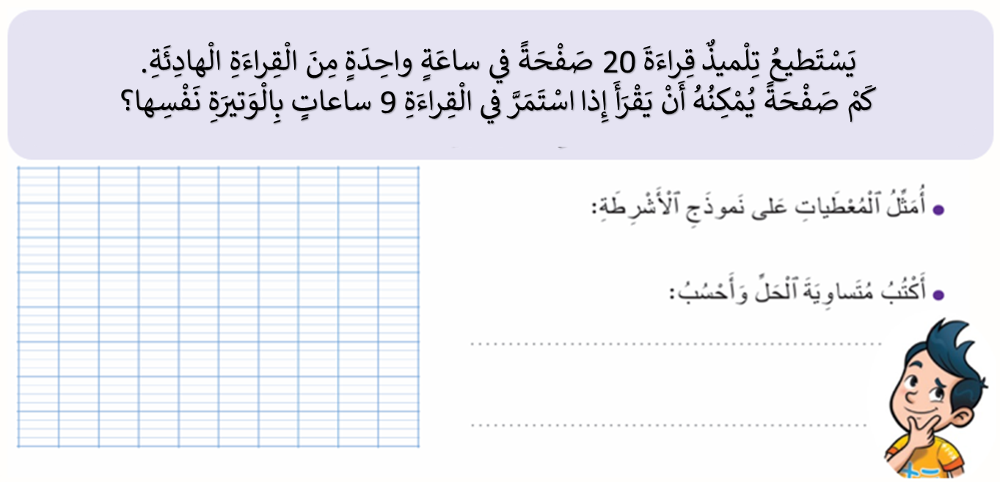 يَسْتَطيعُ تِلْميذٌ قِراءَةَ 20 صَفْحَةً في ساعَةٍ واحِدَةٍ مِنَ الْقِراءَةِ الْهادِئَةِ.
كَمْ صَفْحَةً يُمْكِنُهُ أَنْ يَقْرَأَ إِذا اسْتَمَرَّ في الْقِراءَةِ 9 ساعاتٍ بِالْوَتيرَةِ نَفْسِها؟
• أُمَثِّلُ ٱلْمُعْطَياتِ عَلى نَموذَجِ ٱلْأَشْرِطَةِ:
• أَكْتُبُ مُتَساوِيَةَ ٱلْحَلِّ وَأَحْسُبُ: